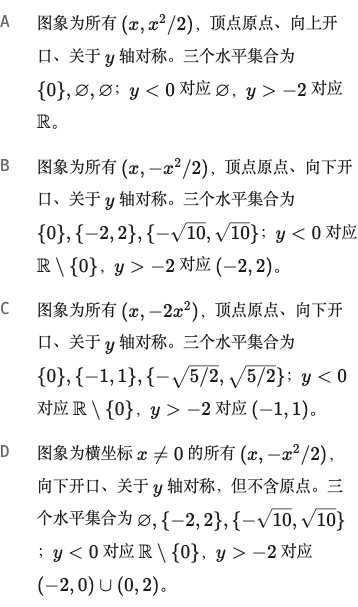 A 图象为所有 (x, x²/2)，顶点原点、向上开
口、关于 y 轴对称。三个水平集合为
{0}, ∅, ∅；y < 0 对应 ∅，y > −2 对应
ℝ。
B 图象为所有 (x, −x²/2)，顶点原点、向下开
口、关于 y 轴对称。三个水平集合为
{0}, {−2, 2}, {−√10, √10}；y < 0 对应
ℝ \ {0}，y > −2 对应 (−2, 2)。
C 图象为所有 (x, −2x²)，顶点原点、向下开
口、关于 y 轴对称。三个水平集合为
{0}, {−1, 1}, {−√5/2, √5/2}；y < 0
对应 ℝ \ {0}，y > −2 对应 (−1, 1)。
D 图象为横坐标 x ≠ 0 的所有 (x, −x²/2)，
向下开口、关于 y 轴对称，但不含原点。三
个水平集合为 ∅, {−2, 2}, {−√10, √10}
；y < 0 对应 ℝ \ {0}，y > −2 对应
(−2, 0) ∪ (0, 2)。